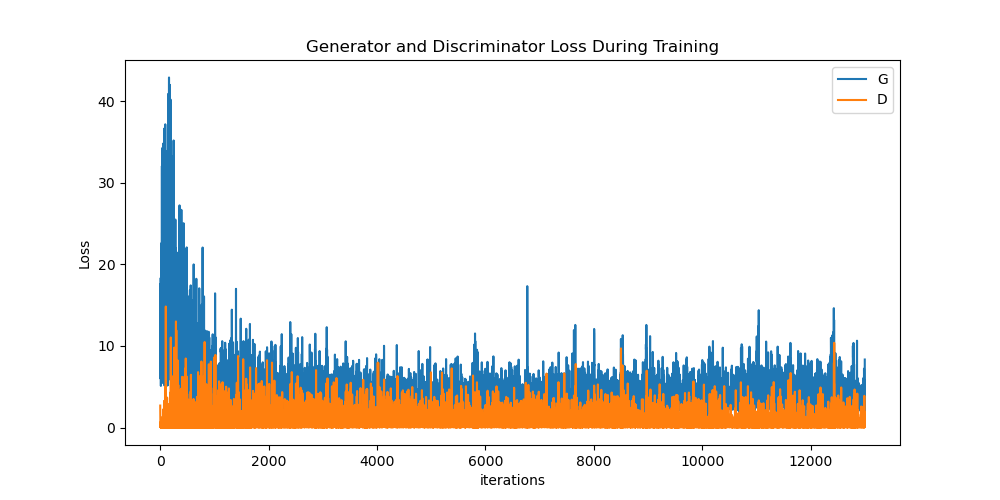 Generator and Discriminator Loss During Training
G
D
Loss
40
30
20
10
0
0 2000 4000 6000 8000 10000 12000
iterations